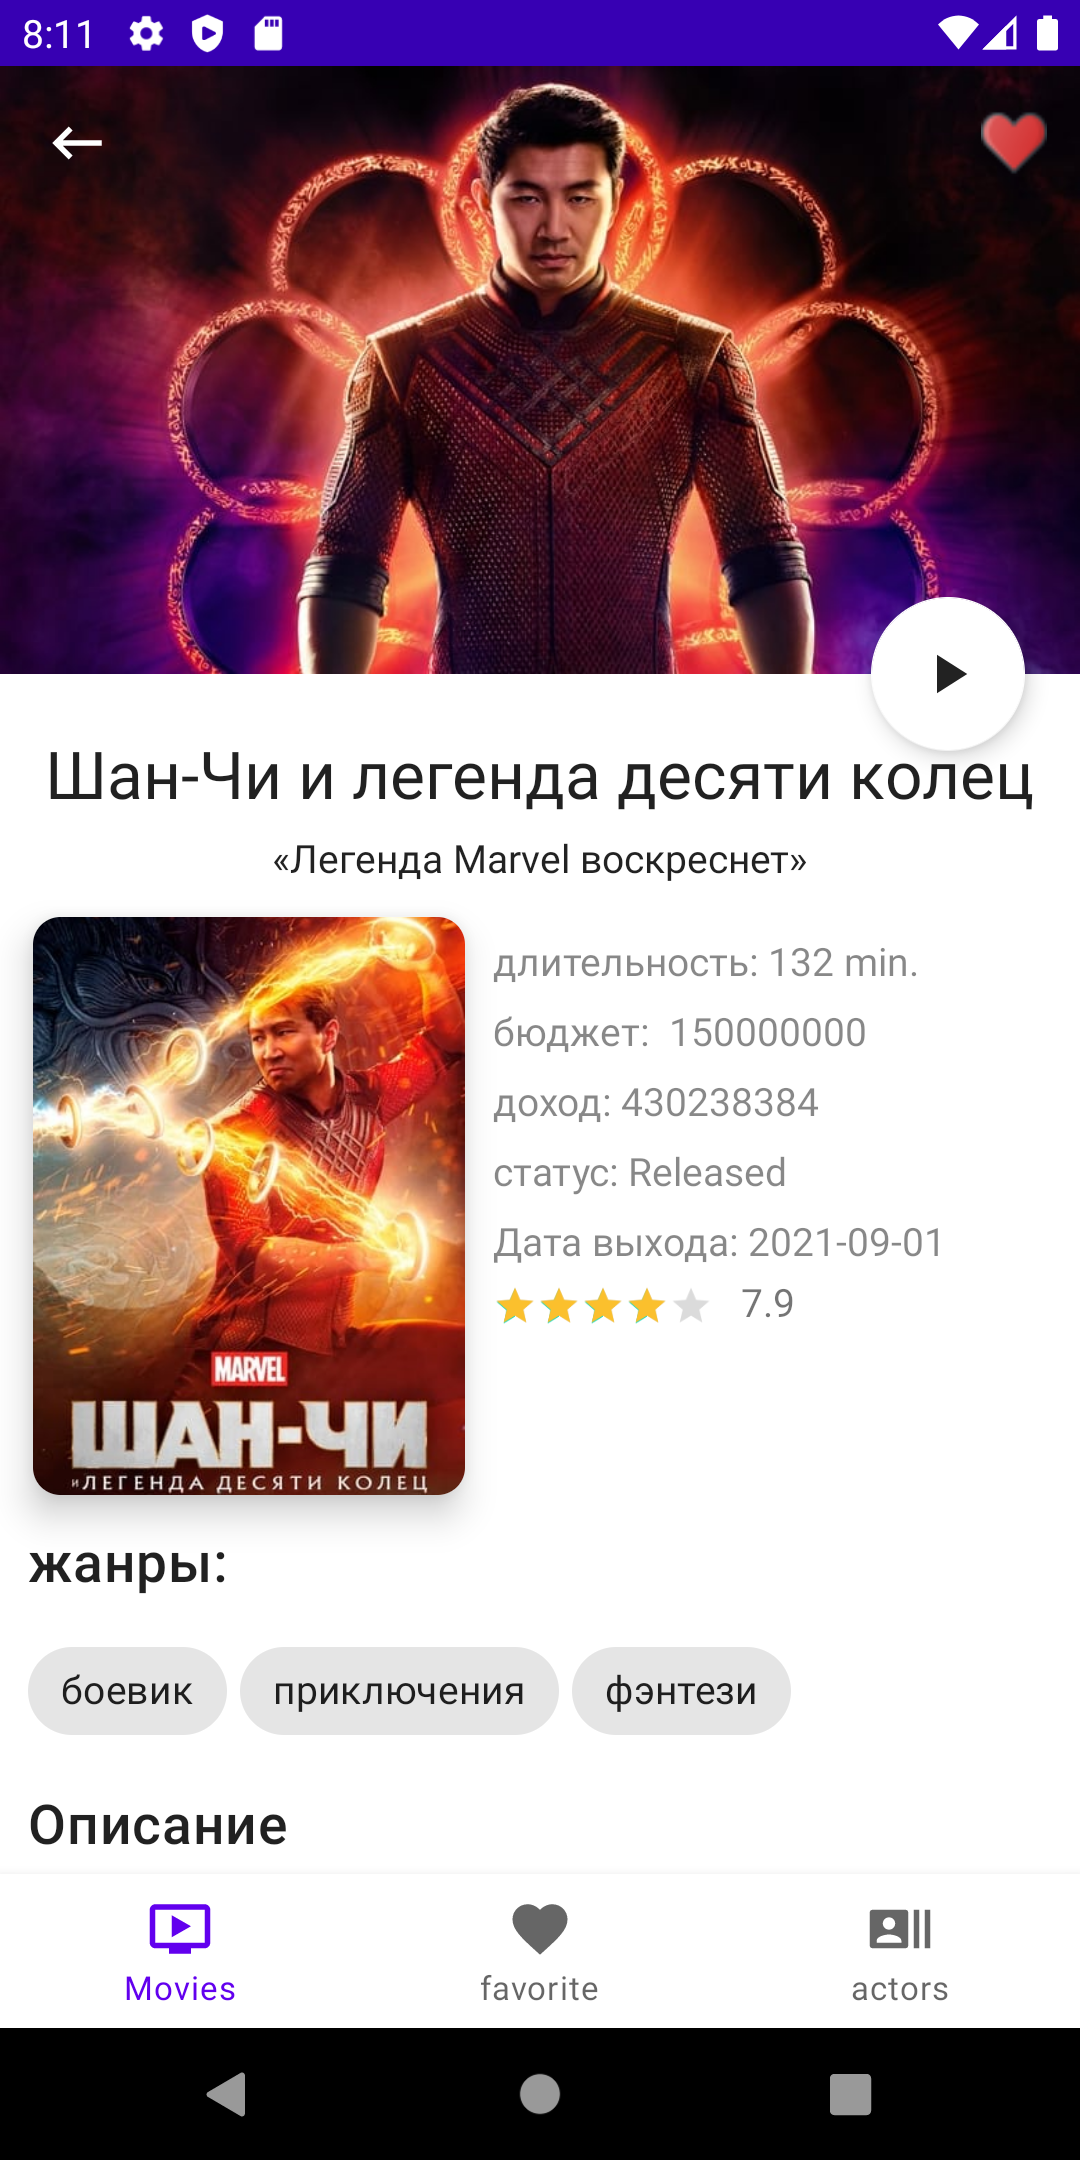 8:11
Шан-Чи и легенда десяти колец
«Легенда Marvel воскреснет»
длительность: 132 min.
бюджет:  150000000
доход: 430238384
статус: Released
Дата выхода: 2021-09-01
7.9
MARVEL
ШАН-ЧИ
И ЛЕГЕНДА ДЕСЯТИ КОЛЕЦ
жанры:
боевик
приключения
фэнтези
Описание
Movies
favorite
actors